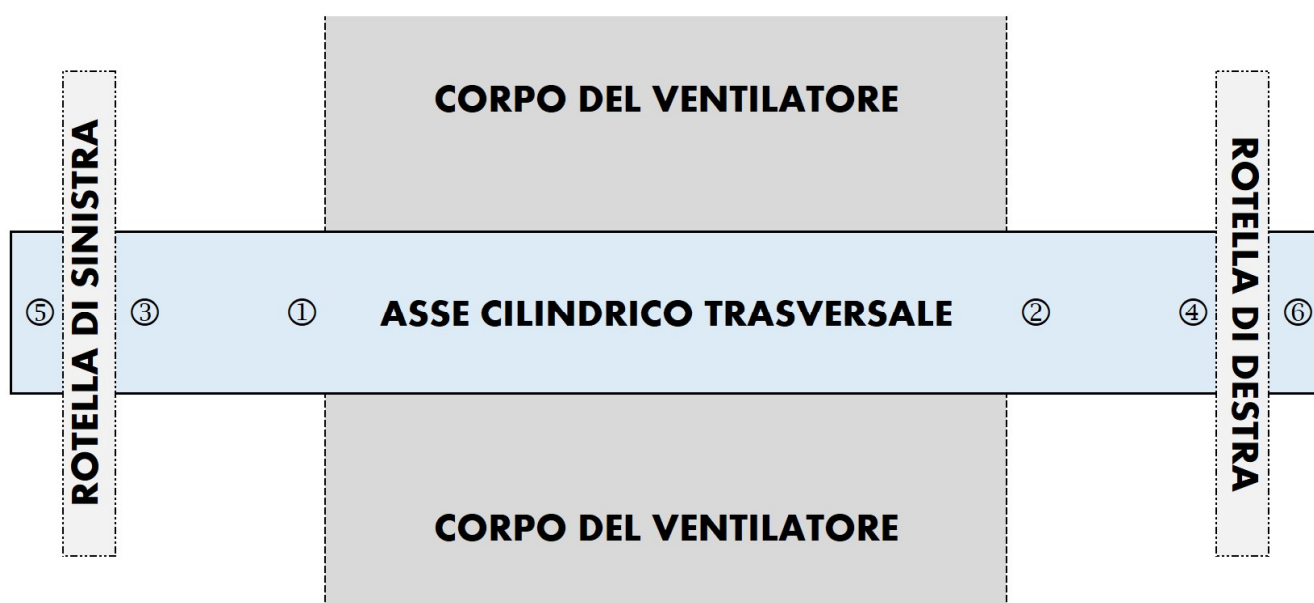 CORPO DEL VENTILATORE
ROTELLA DI SINISTRA
ROTELLA DI DESTRA
⑤ ③ ① ASSE CILINDRICO TRASVERSALE ② ④ ⑥
CORPO DEL VENTILATORE